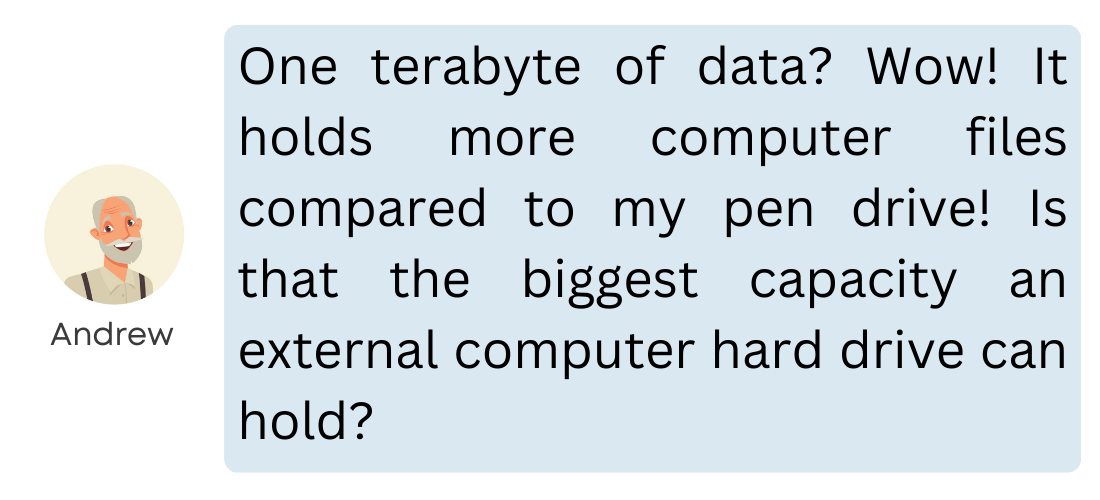 One terabyte of data? Wow! It
holds more computer files
compared to my pen drive! Is
that the biggest capacity an
external computer hard drive can
hold?
Andrew